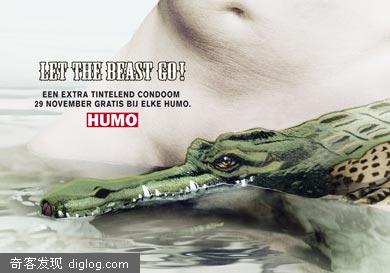 LET THE BEAST GO!
EEN EXTRA TINTELEND CONDOOM
29 NOVEMBER GRATIS BIJ ELKE HUMO.
HUMO
奇客发现 diglog.com